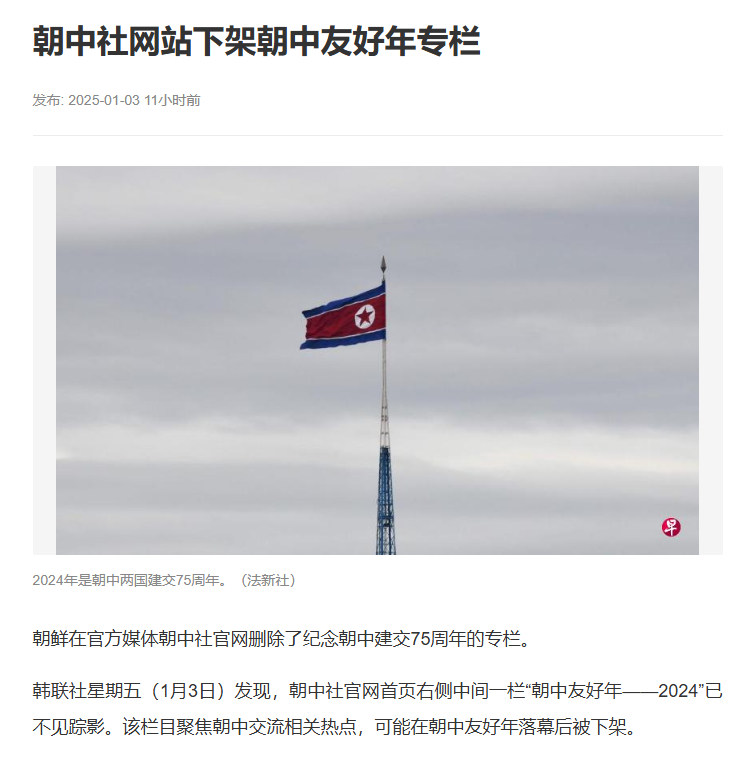 朝中社网站下架朝中友好年专栏
发布: 2025-01-03 11小时前
早
2024年是朝中两国建交75周年。（法新社）
朝鲜在官方媒体朝中社官网删除了纪念朝中建交75周年的专栏。
韩联社星期五（1月3日）发现，朝中社官网首页右侧中间一栏“朝中友好年——2024”已
不见踪影。该栏目聚焦朝中交流相关热点，可能在朝中友好年落幕后被下架。